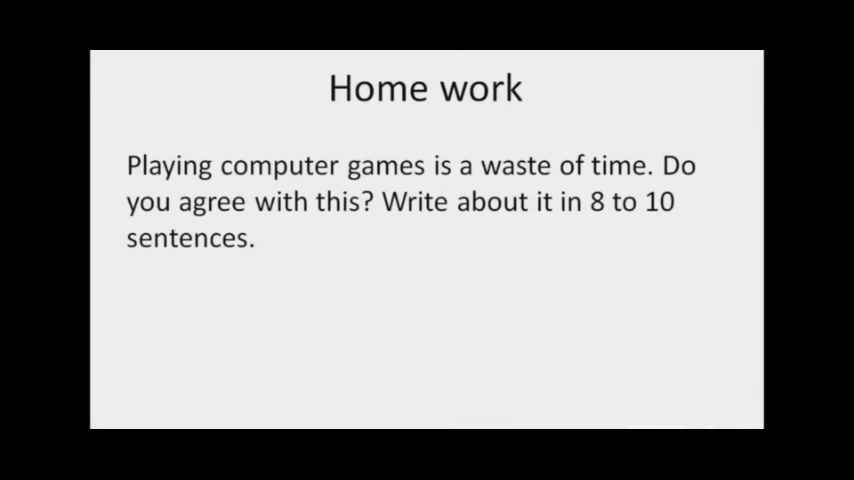 Home work
Playing computer games is a waste of time. Do
you agree with this? Write about it in 8 to 10
sentences.